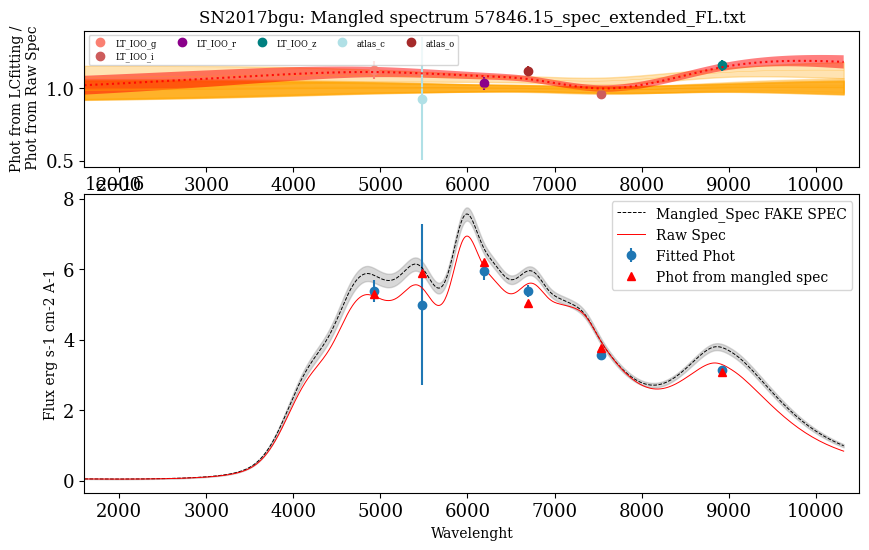 SN2017bgu: Mangled spectrum 57846.15_spec_extended_FL.txt
Phot from LCfitting /
Phot from Raw Spec
LT_IOO_g LT_IOO_r LT_IOO_z atlas_c atlas_o
LT_IOO_i
1.0
0.5
2000 3000 4000 5000 6000 7000 8000 9000 10000
1e−16
Flux erg s-1 cm-2 A-1
8
6
4
2
0
Mangled_Spec FAKE SPEC
Raw Spec
Fitted Phot
Phot from mangled spec
2000 3000 4000 5000 6000 7000 8000 9000 10000
Wavelenght